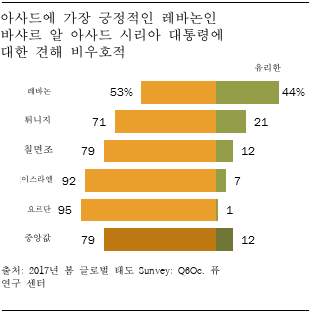 아사드에 가장 긍정적인 레바논인
바샤르 알 아사드 시리아 대통령에
대한 견해 비우호적
유리한
레바논 53% 44%
튀니지 71 21
칠면조 79 12
이스라엘 92 7
요르단 95 1
중앙값 79 12
출처: 2017년 봄 글로벌 태도 Sunvey: Q6Oc. 퓨
연구 센터